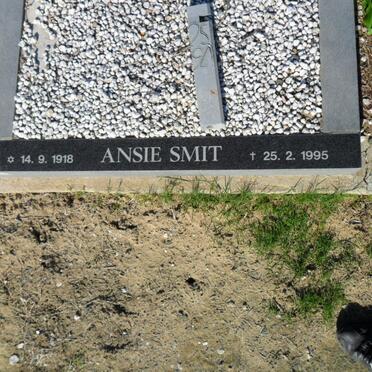 ✡ 14. 9. 1918 ANSIE SMIT † 25. 2. 1995